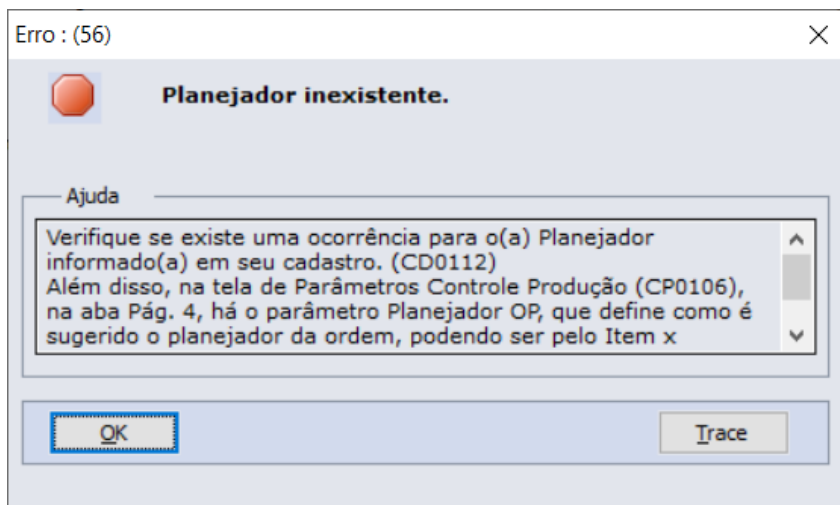 Erro : (56)
Planejador inexistente.
Ajuda
Verifique se existe uma ocorrência para o(a) Planejador
informado(a) em seu cadastro. (CD0112)
Além disso, na tela de Parâmetros Controle Produção (CP0106),
na aba Pág. 4, há o parâmetro Planejador OP, que define como é
sugerido o planejador da ordem, podendo ser pelo Item x
OK
Trace